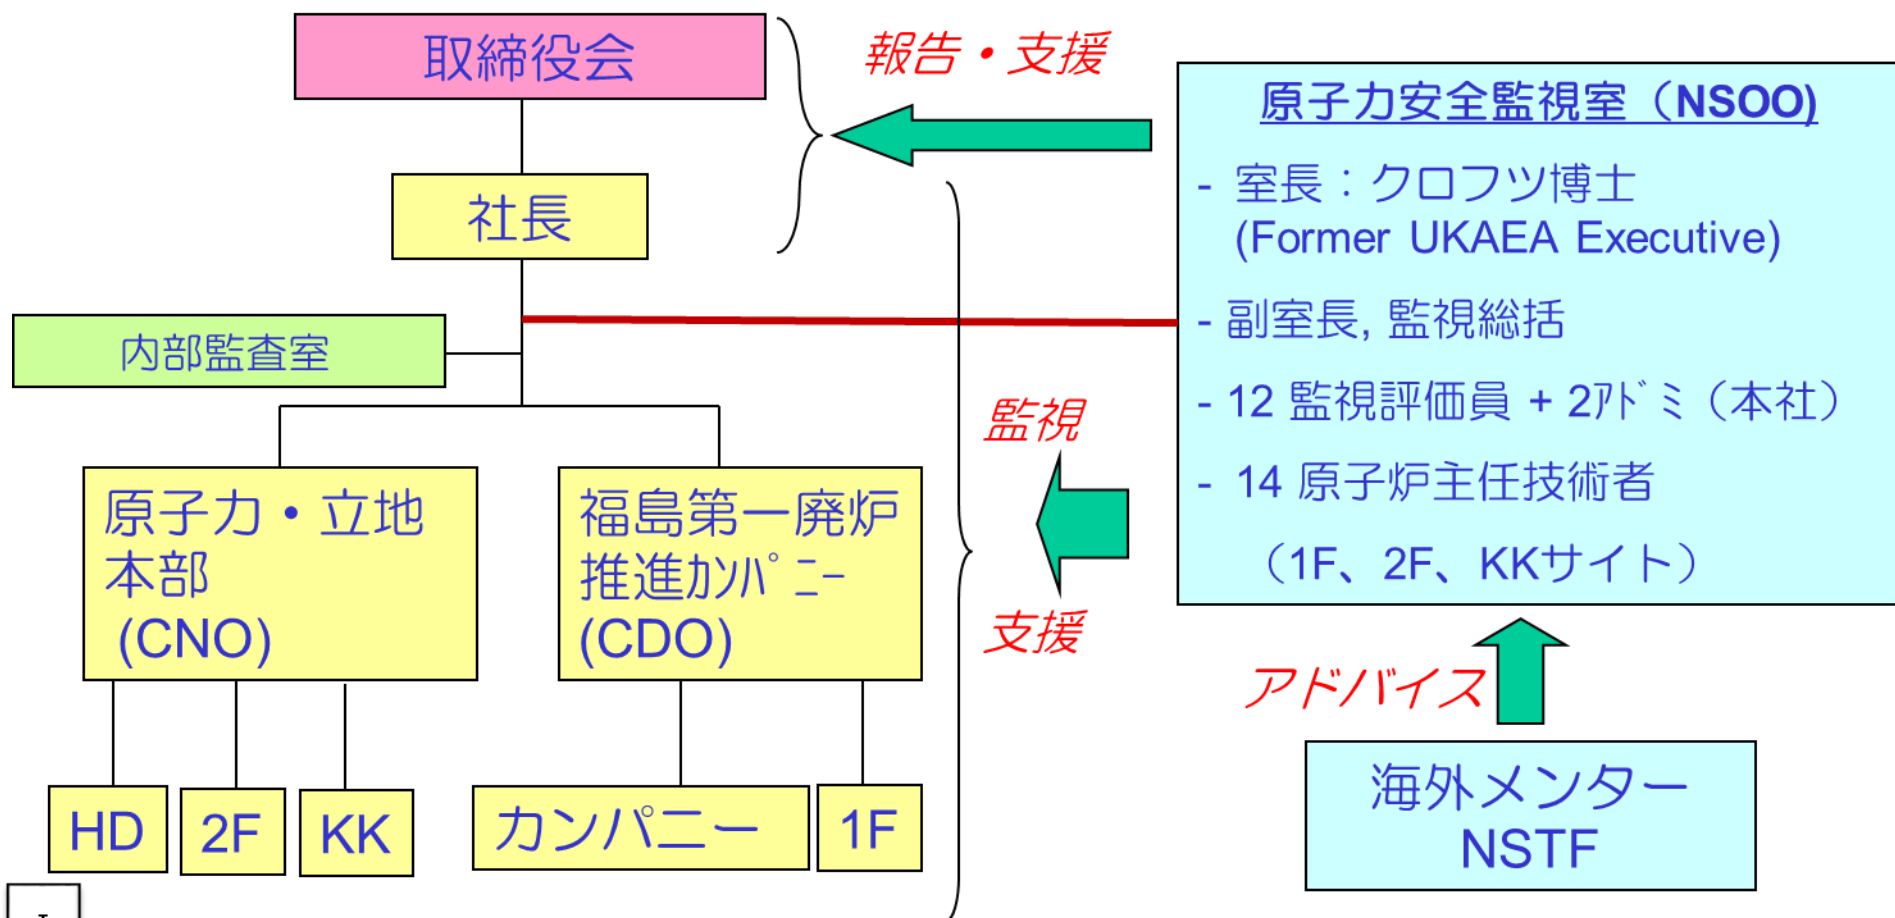 取締役会
報告・支援
社長
内部監査室
原子力・立地
本部
(CNO)
福島第一廃炉
推進ｶﾝﾊﾟﾆｰ
(CDO)
HD
2F
KK
カンパニー
1F
監視
支援
原子力安全監視室（NSOO)
- 室長：クロフツ博士
(Former UKAEA Executive)
- 副室長, 監視総括
- 12 監視評価員 + 2ｱﾄﾞﾐ（本社）
- 14 原子炉主任技術者
（1F、2F、KKサイト）
アドバイス
海外メンター
NSTF